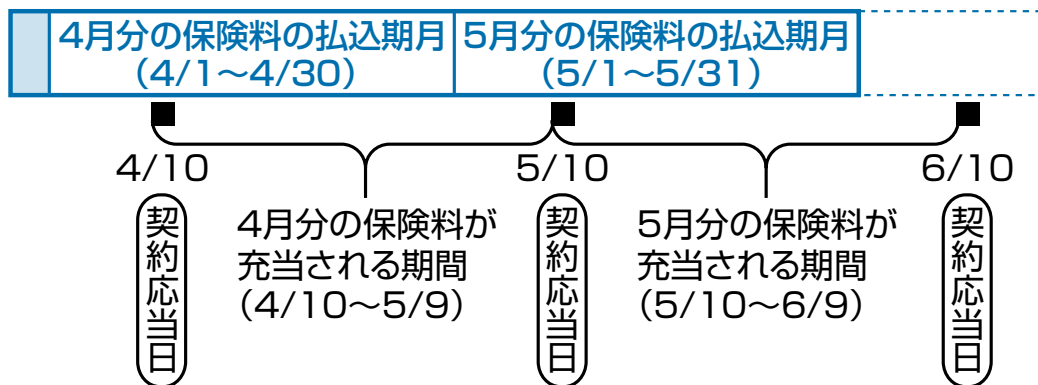 4月分の保険料の払込期月
(4/1〜4/30)
5月分の保険料の払込期月
(5/1〜5/31)
4/10
5/10
6/10
契約応当日
4月分の保険料が
充当される期間
(4/10〜5/9)
契約応当日
5月分の保険料が
充当される期間
(5/10〜6/9)
契約応当日